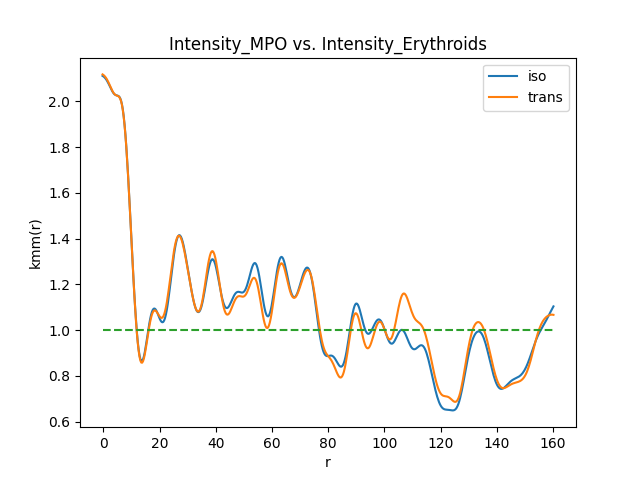 Intensity_MPO vs. Intensity_Erythroids
iso
trans
kmm(r)
2.0
1.8
1.6
1.4
1.2
1.0
0.8
0.6
0 20 40 60 80 100 120 140 160
r